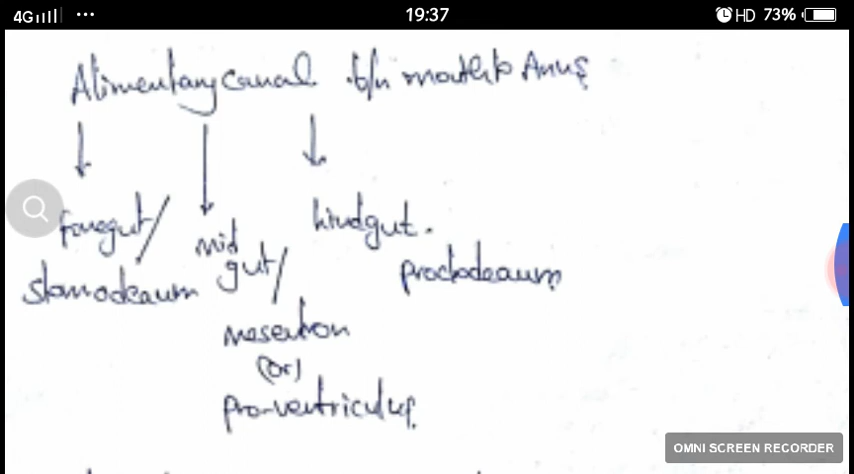 4G ...
19:37
HD 73%
Alimentary canal b/n mouth to Anus
foregut/
stomodeaum
mid
gut/
mesentron
(or)
pro-ventriculus
hindgut.
proctodeaum
OMNI SCREEN RECORDER